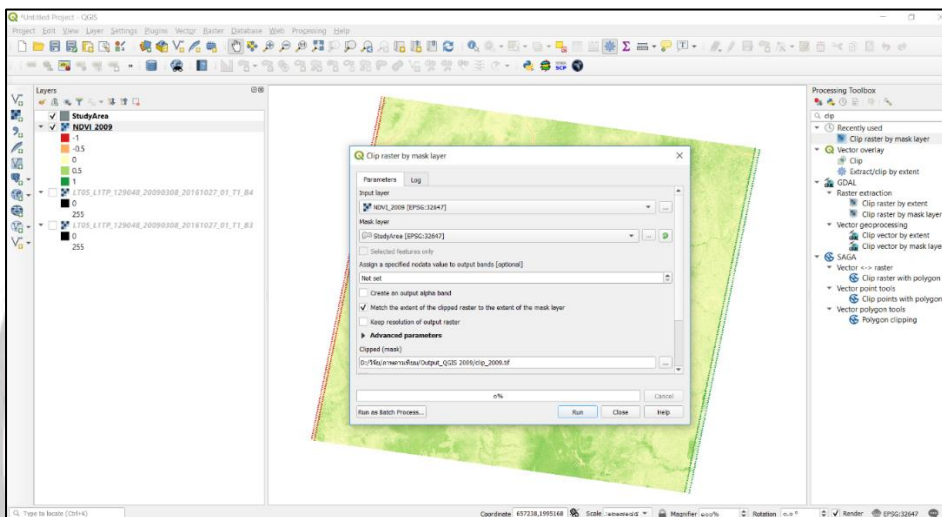 *Untitled Project - QGIS
Project Edit View Layer Settings Plugins Vector Raster Database Web Processing Help
Layers
StudyArea
NDVI_2009
-1
-0.5
0
0.5
1
LT05_L1TP_129048_20090308_20161027_01_T1_B4
0
255
LT05_L1TP_129048_20090308_20161027_01_T1_B3
0
255
Clip raster by mask layer
Parameters Log
Input layer
NDVI_2009 [EPSG:32647]
Mask layer
StudyArea [EPSG:32647]
Selected features only
Assign a specified nodata value to output bands [optional]
Not set
Create an output alpha band
Match the extent of the clipped raster to the extent of the mask layer
Keep resolution of output raster
Advanced parameters
Clipped (mask)
Output_QGIS 2009/clip_2009.tif
0%
Cancel
Run as Batch Process...
Run Close Help
Processing Toolbox
clip
Recently used
Clip raster by mask layer
Vector overlay
Clip
Extract/clip by extent
GDAL
Raster extraction
Clip raster by extent
Clip raster by mask layer
Vector geoprocessing
Clip vector by extent
Clip vector by mask laye
SAGA
Vector <-> raster
Clip raster with polygon
Vector point tools
Clip points with polygon
Vector polygon tools
Polygon clipping
Type to locate (Ctrl+K)
Coordinate 657238,1995168 Scale Magnifier Rotation Render EPSG:32647